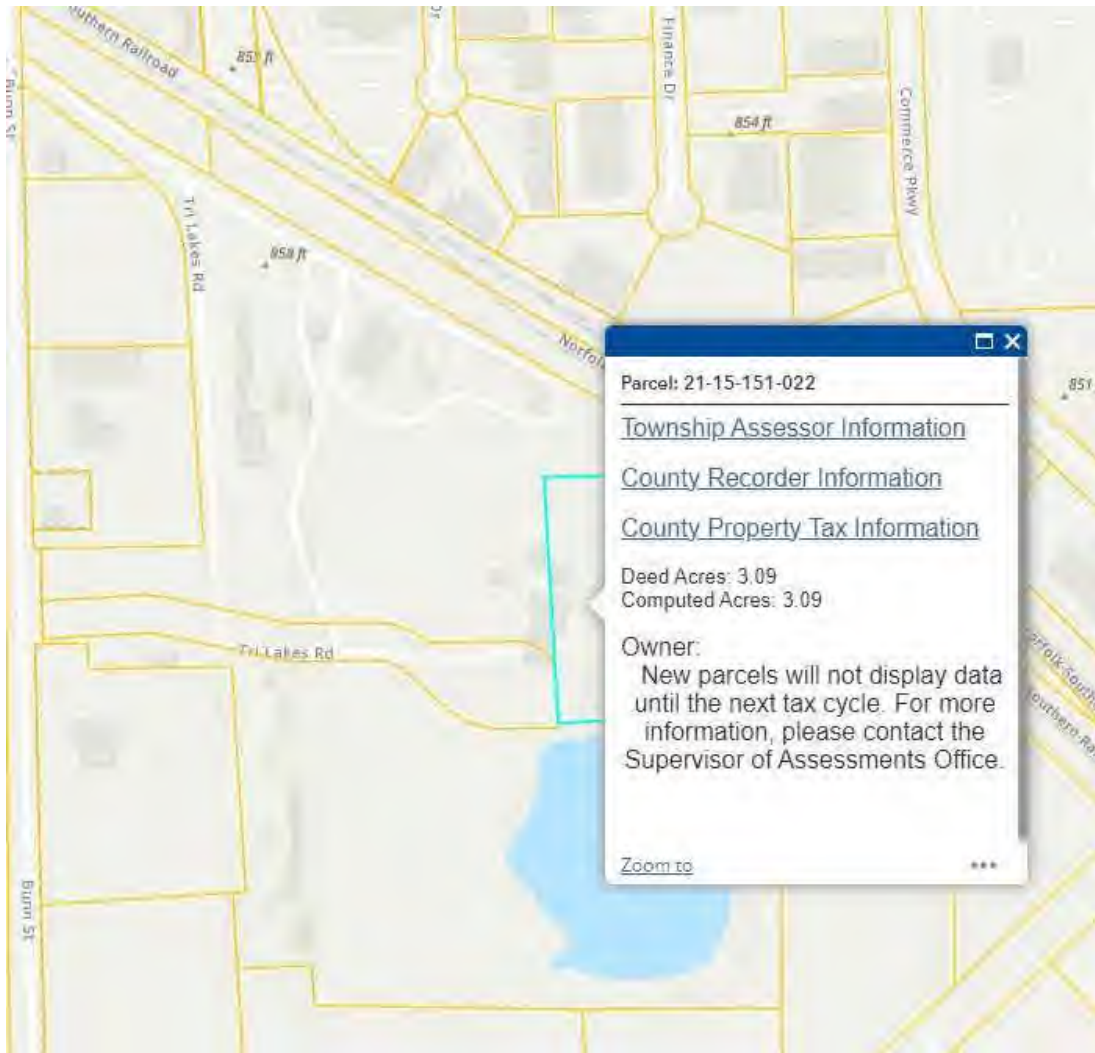 Southern Railroad
855 ft
Dr
Finance Dr
Commerce Pkwy
854 ft
Bunn St
Tri Lakes Rd
858 ft
Norfolk
851
Parcel: 21-15-151-022
Township Assessor Information
County Recorder Information
County Property Tax Information
Deed Acres: 3.09
Computed Acres: 3.09
Owner:
New parcels will not display data
until the next tax cycle. For more
information, please contact the
Supervisor of Assessments Office.
Zoom to
Tri Lakes Rd
Norfolk-South
Southern-Ra
Bunn St